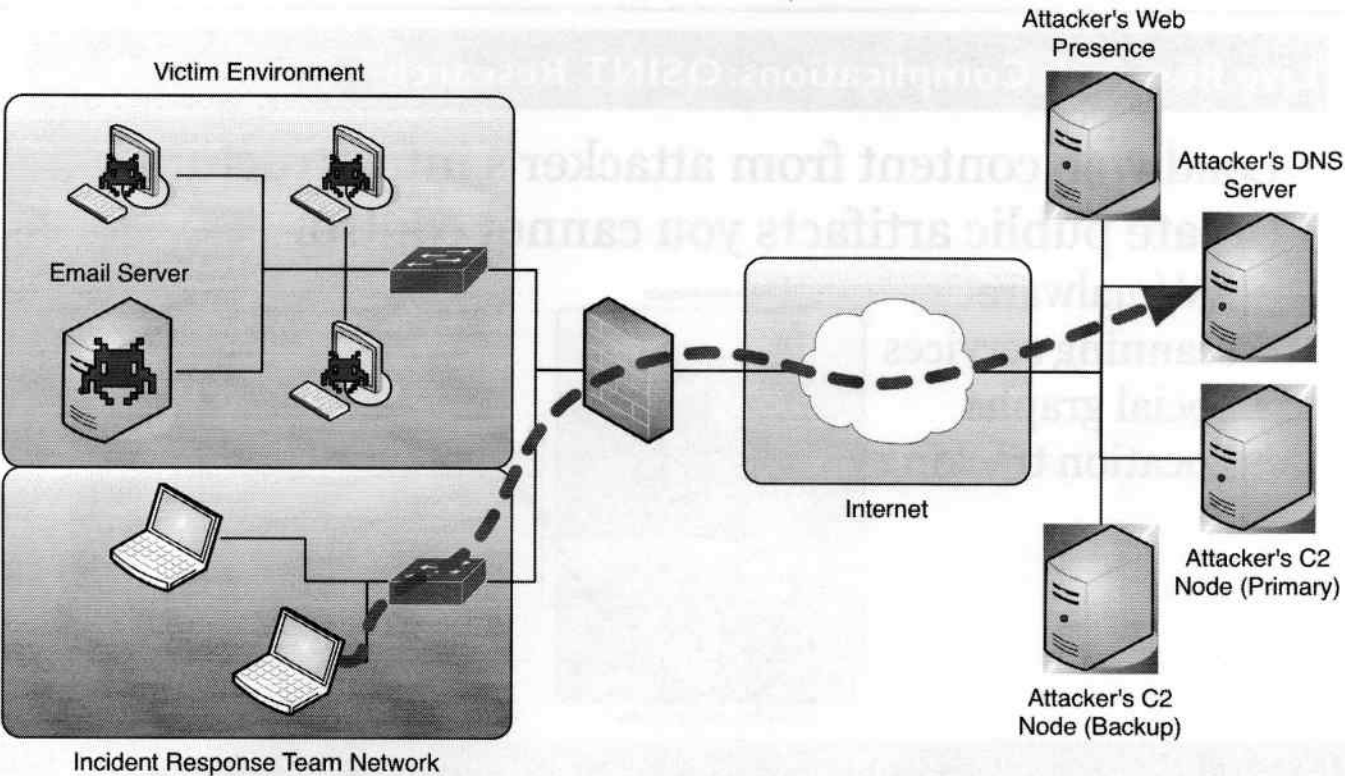 Attacker's Web
Presence
Victim Environment
Attacker's DNS
Server
Email Server
Internet
Attacker's C2
Node (Primary)
Attacker's C2
Node (Backup)
Incident Response Team Network